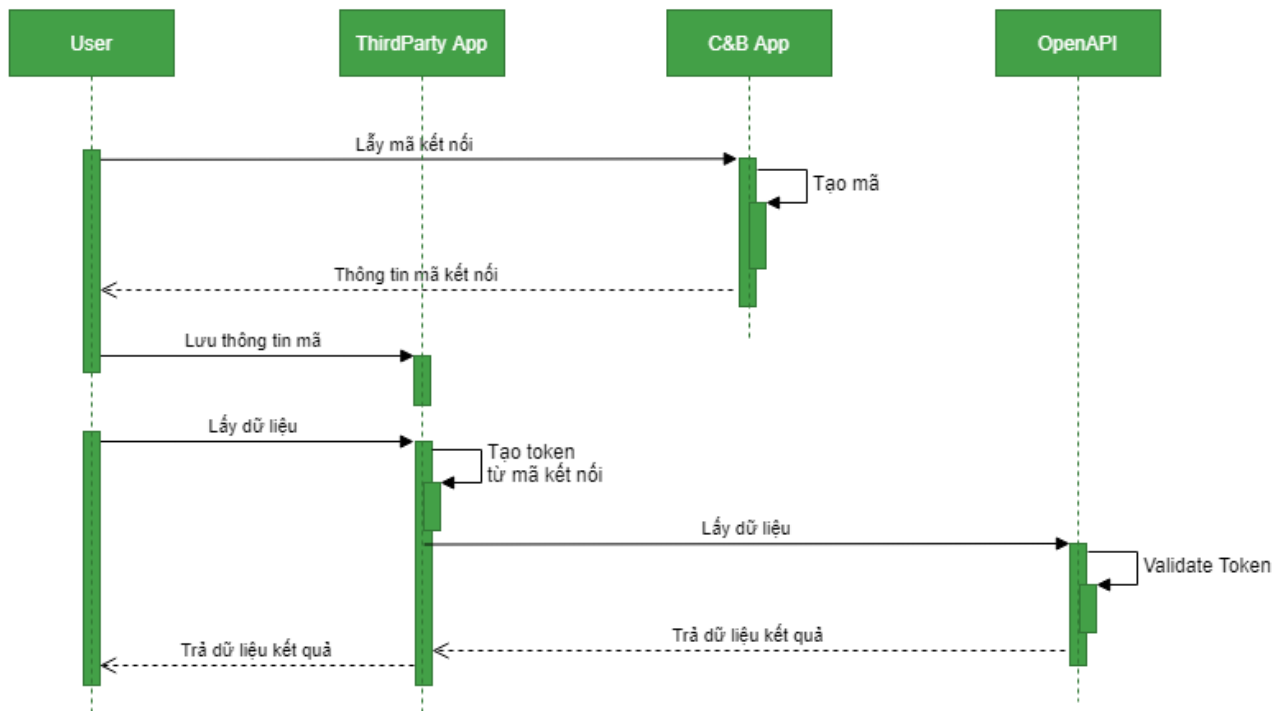 User
ThirdParty App
C&B App
OpenAPI
Lẫy mã kết nối
Tạo mã
Thông tin mã kết nối
Lưu thông tin mã
Lấy dữ liệu
Tạo token
từ mã kết nối
Lấy dữ liệu
Validate Token
Trả dữ liệu kết quả
Trả dữ liệu kết quả